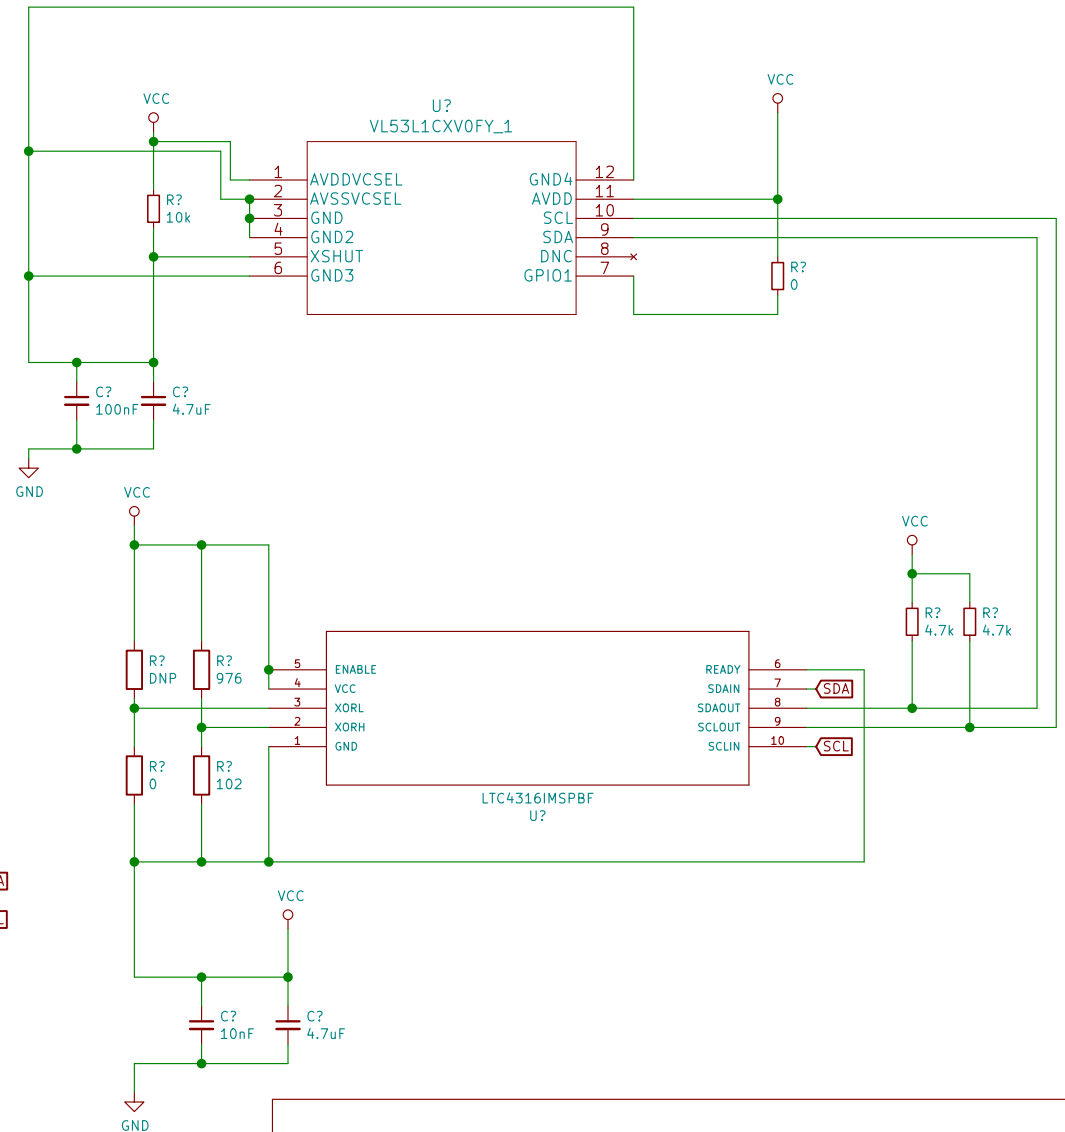 VCC
U?
VL53L1CXV0FY_1
VCC
R?
10k
1 AVDDVCSEL
2 AVSSVCSEL
3 GND
4 GND2
5 XSHUT
6 GND3
GND4 12
AVDD 11
SCL 10
SDA 9
DNC 8
GPIO1 7
R?
0
C?
100nF
C?
4.7uF
GND
VCC
VCC
R?
4.7k
R?
4.7k
R?
DNP
R?
976
5 ENABLE
4 VCC
3 XORL
2 XORH
1 GND
READY 6
SDAIN 7
SDAOUT 8
SCLOUT 9
SCLIN 10
SDA
SCL
R?
0
R?
102
LTC4316IMSPBF
U?
VCC
C?
10nF
C?
4.7uF
GND